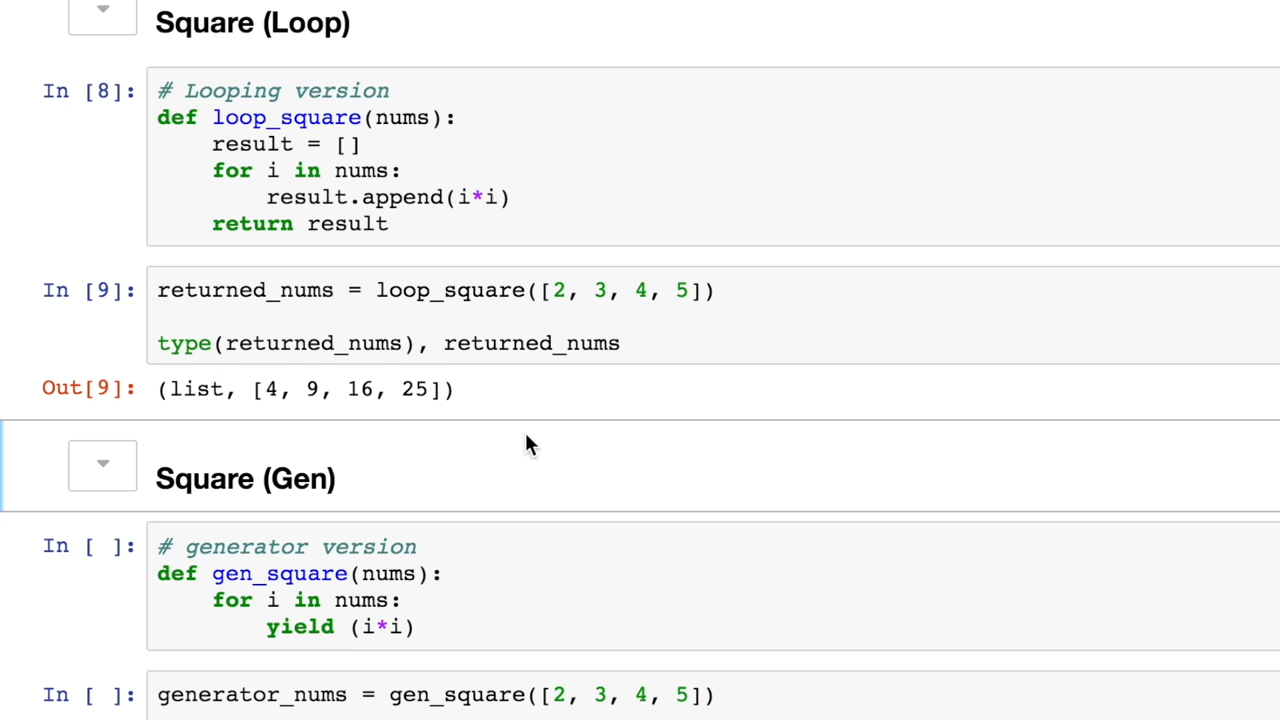 Square (Loop)
In [8]:
# Looping version
def loop_square(nums):
    result = []
    for i in nums:
        result.append(i*i)
    return result
In [9]:
returned_nums = loop_square([2, 3, 4, 5])
type(returned_nums), returned_nums
Out[9]: (list, [4, 9, 16, 25])
Square (Gen)
In [ ]:
# generator version
def gen_square(nums):
    for i in nums:
        yield (i*i)
In [ ]: generator_nums = gen_square([2, 3, 4, 5])